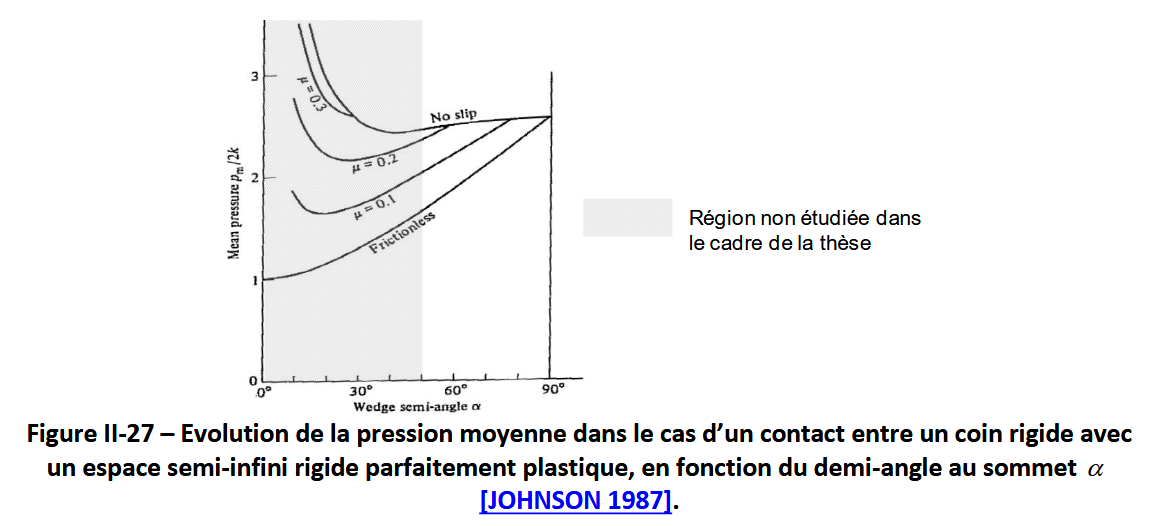 3
2
1
0
Mean pressure pm/2k
μ = 0.3
No slip
μ = 0.2
μ = 0.1
Frictionless
0° 30° 60° 90°
Wedge semi-angle α
Région non étudiée dans
le cadre de la thèse
Figure II-27 – Evolution de la pression moyenne dans le cas d’un contact entre un coin rigide avec
un espace semi-infini rigide parfaitement plastique, en fonction du demi-angle au sommet α
[JOHNSON 1987].